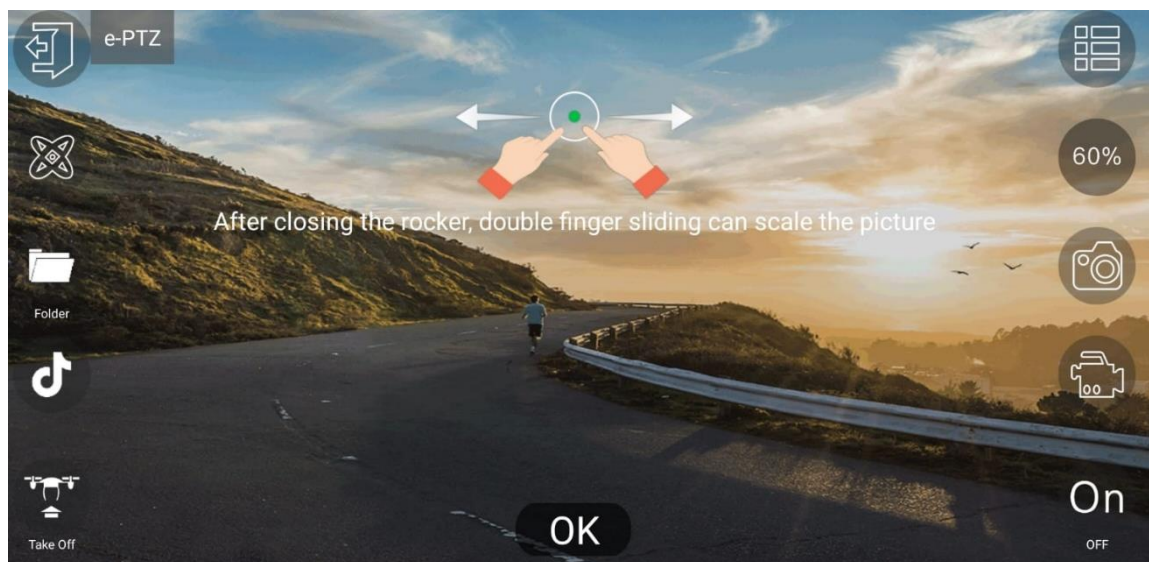 e-PTZ
60%
After closing the rocker, double finger sliding can scale the picture
Folder
On
OK
Take Off
OFF